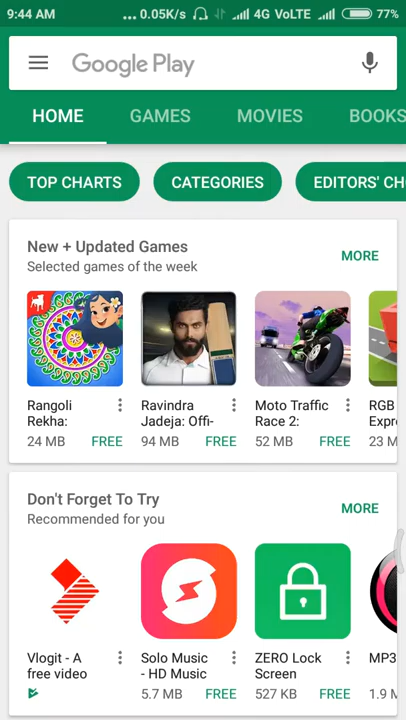 9:44 AM ... 0.05K/s 4G VoLTE 77%
Google Play
HOME GAMES MOVIES BOOKS
TOP CHARTS CATEGORIES EDITORS' CH
New + Updated Games
Selected games of the week
MORE
Rangoli
Rekha:
24 MB FREE
Ravindra
Jadeja: Offi-
94 MB FREE
Moto Traffic
Race 2:
52 MB FREE
RGB
Expr
23 M
Don't Forget To Try
Recommended for you
MORE
Vlogit - A
free video
Solo Music
- HD Music
5.7 MB FREE
ZERO Lock
Screen
527 KB FREE
MP3
1.9 M